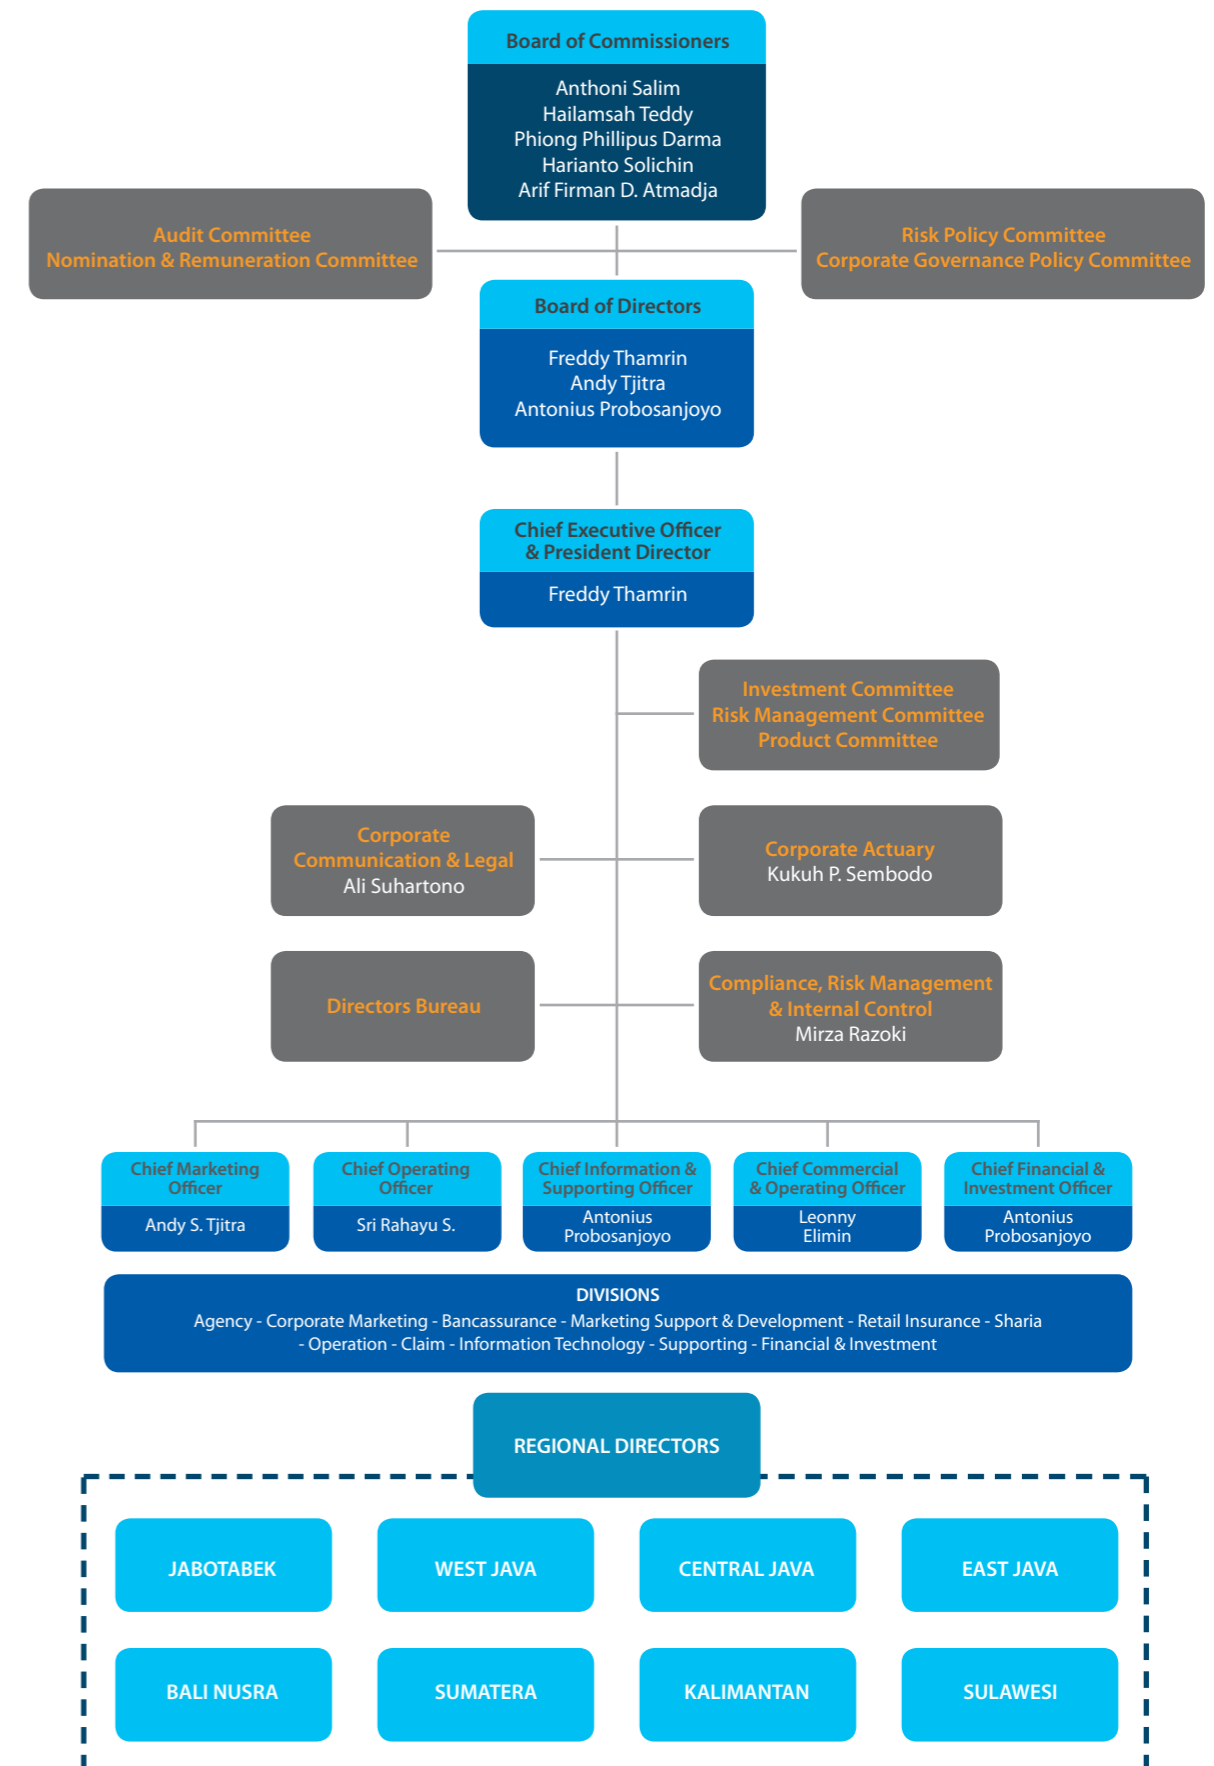 Board of Commissioners
Anthoni Salim
Hailamsah Teddy
Phiong Phillipus Darma
Harianto Solichin
Arif Firman D. Atmadja
Audit Committee
Nomination & Remuneration Committee
Risk Policy Committee
Corporate Governance Policy Committee
Board of Directors
Freddy Thamrin
Andy Tjitra
Antonius Probosanjoyo
Chief Executive Officer
& President Director
Freddy Thamrin
Investment Committee
Risk Management Committee
Product Committee
Corporate
Communication & Legal
Ali Suhartono
Corporate Actuary
Kukuh P. Sembodo
Directors Bureau
Compliance, Risk Management
& Internal Control
Mirza Razoki
Chief Marketing
Officer
Andy S. Tjitra
Chief Operating
Officer
Sri Rahayu S.
Chief Information &
Supporting Officer
Antonius
Probosanjoyo
Chief Commercial
& Operating Officer
Leonny
Elimin
Chief Financial &
Investment Officer
Antonius
Probosanjoyo
DIVISIONS
Agency - Corporate Marketing - Bancassurance - Marketing Support & Development - Retail Insurance - Sharia
- Operation - Claim - Information Technology - Supporting - Financial & Investment
REGIONAL DIRECTORS
JABOTABEK
WEST JAVA
CENTRAL JAVA
EAST JAVA
BALI NUSRA
SUMATERA
KALIMANTAN
SULAWESI